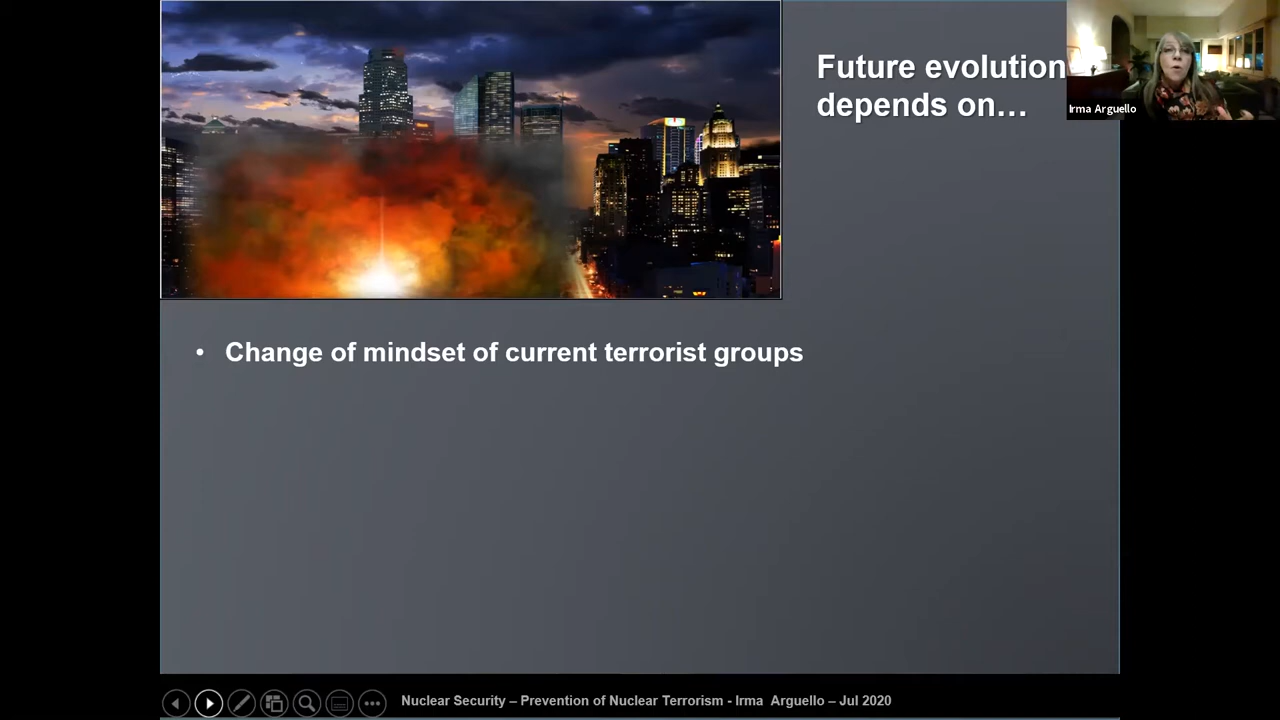 Future evolution
depends on…
Irma Arguello
• Change of mindset of current terrorist groups
Nuclear Security – Prevention of Nuclear Terrorism - Irma Arguello – Jul 2020